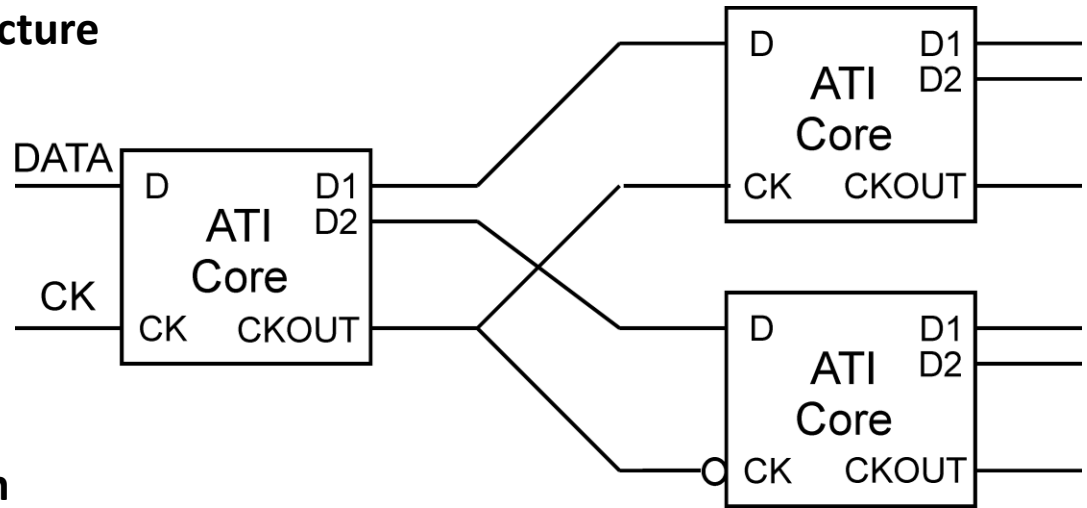 cture
DATA
CK
D
D1
D2
ATI
Core
CK
CKOUT
D
D1
D2
ATI
Core
CK
CKOUT
D
D1
D2
ATI
Core
CK
CKOUT
n